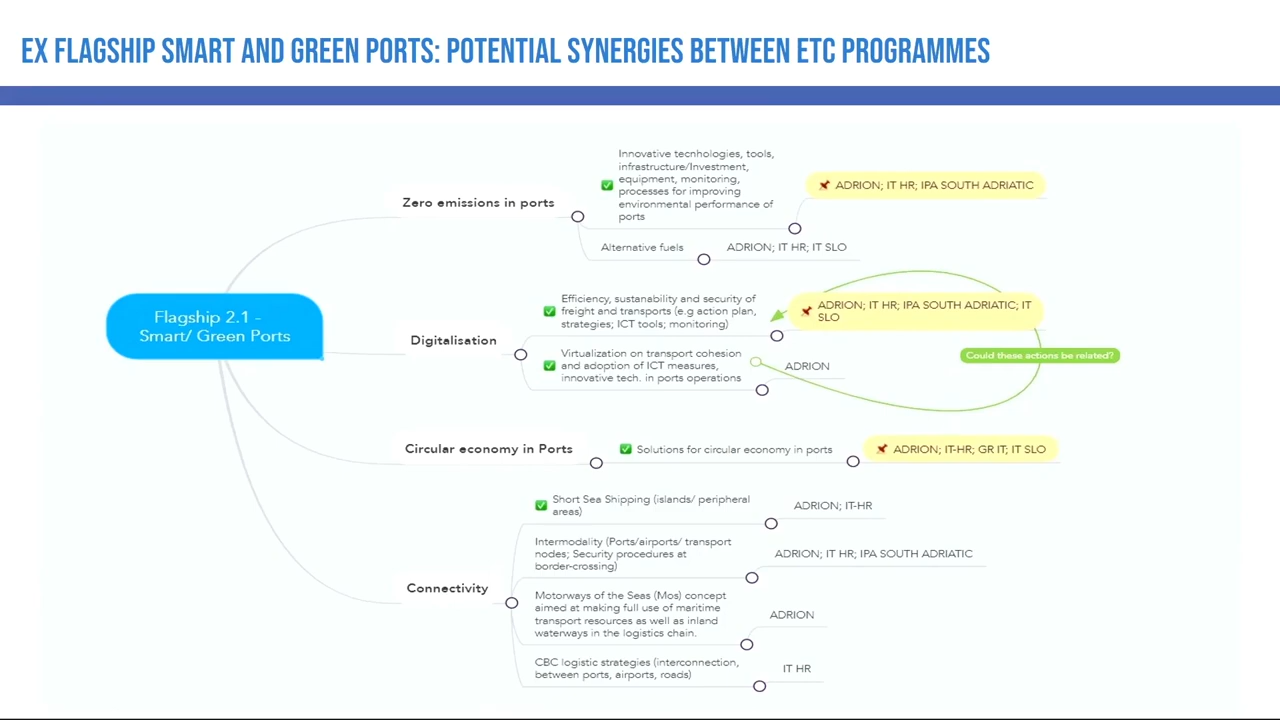 EX FLAGSHIP SMART AND GREEN PORTS: POTENTIAL SYNERGIES BETWEEN ETC PROGRAMMES
Flagship 2.1 -
Smart/ Green Ports
Zero emissions in ports
Innovative tecnhologies, tools,
infrastructure/Investment,
equipment, monitoring,
processes for improving
environmental performance of
ports
ADRION; IT HR; IPA SOUTH ADRIATIC
Alternative fuels
ADRION; IT HR; IT SLO
Digitalisation
Efficiency, sustanability and security of
freight and transports (e.g action plan,
strategies; ICT tools; monitoring)
ADRION; IT HR; IPA SOUTH ADRIATIC; IT
SLO
Virtualization on transport cohesion
and adoption of ICT measures,
innovative tech. in ports operations
ADRION
Could these actions be related?
Circular economy in Ports
Solutions for circular economy in ports
ADRION; IT-HR; GR IT; IT SLO
Connectivity
Short Sea Shipping (islands/ peripheral
areas)
ADRION; IT-HR
Intermodality (Ports/airports/ transport
nodes; Security procedures at
border-crossing)
ADRION; IT HR; IPA SOUTH ADRIATIC
Motorways of the Seas (Mos) concept
aimed at making full use of maritime
transport resources as well as inland
waterways in the logistics chain.
ADRION
CBC logistic strategies (interconnection,
between ports, airports, roads)
IT HR